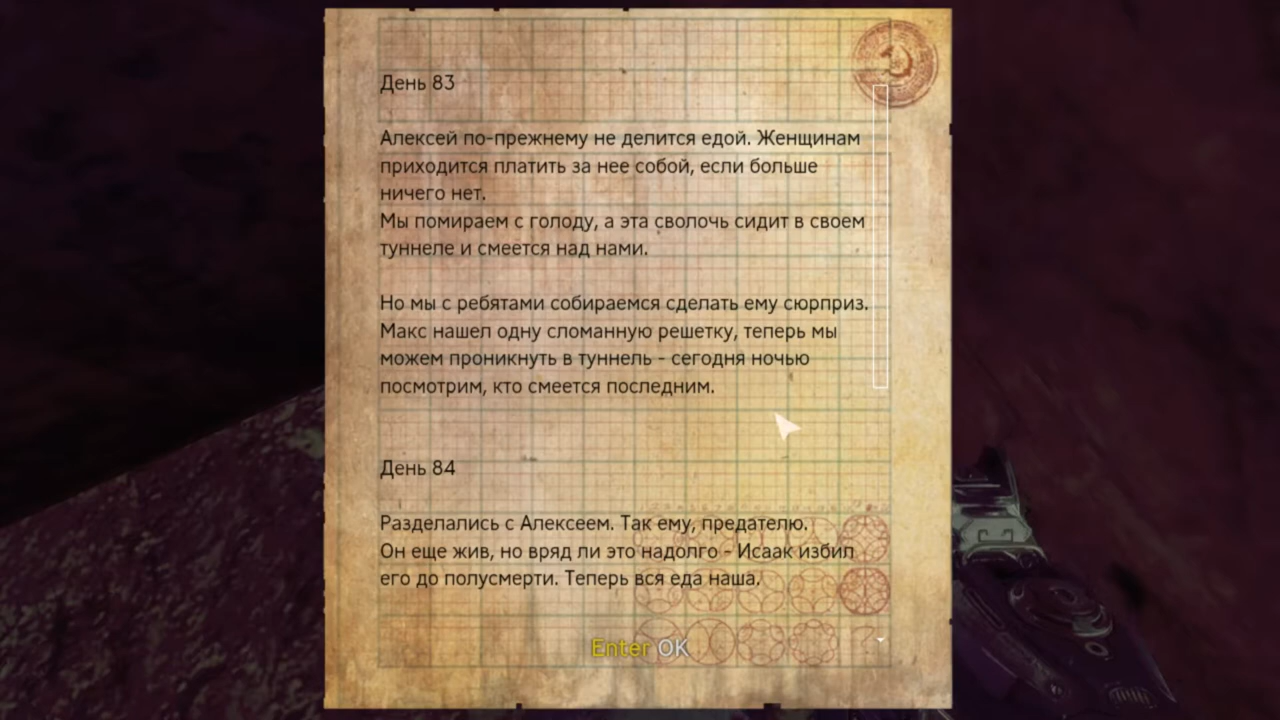 День 83
Алексей по-прежнему не делится едой. Женщинам
приходится платить за нее собой, если больше
ничего нет.
Мы помираем с голоду, а эта сволочь сидит в своем
туннеле и смеется над нами.
Но мы с ребятами собираемся сделать ему сюрприз.
Макс нашел одну сломанную решетку, теперь мы
можем проникнуть в туннель - сегодня ночью
посмотрим, кто смеется последним.
День 84
Разделались с Алексеем. Так ему, предателю.
Он еще жив, но вряд ли это надолго - Исаак избил
его до полусмерти. Теперь вся еда наша.
Enter OK